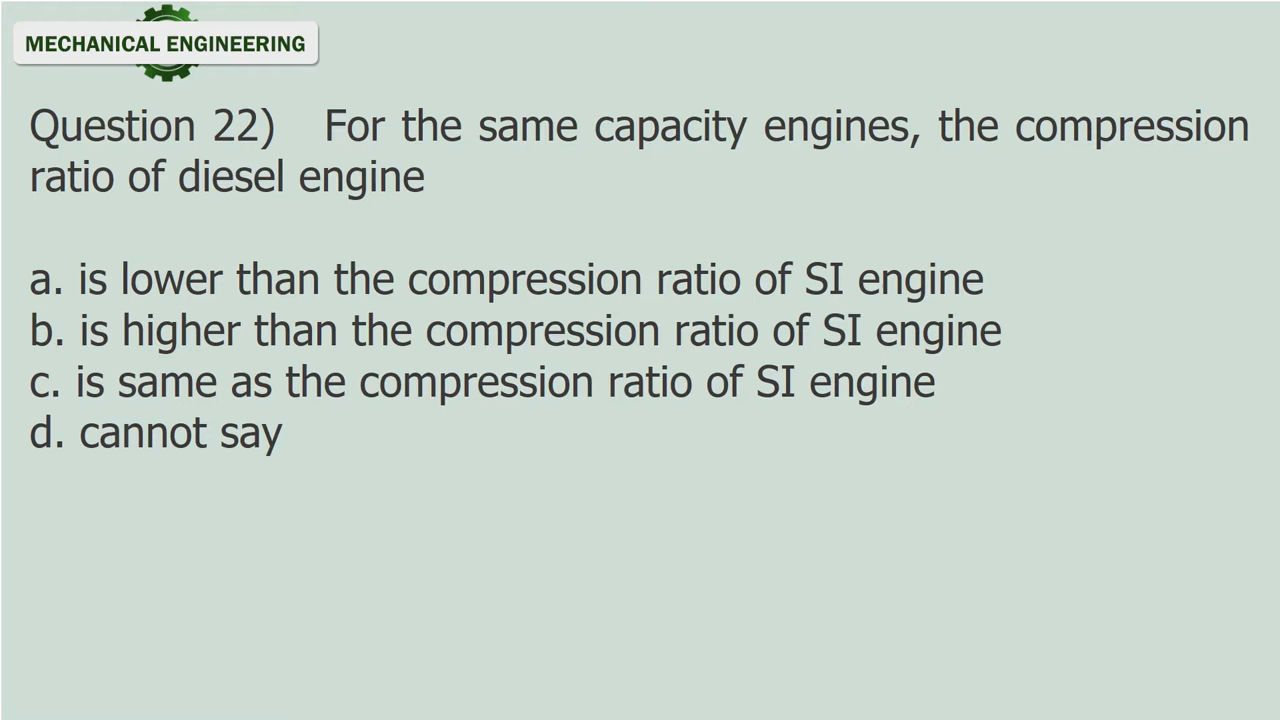 MECHANICAL ENGINEERING
Question 22) For the same capacity engines, the compression
ratio of diesel engine
a. is lower than the compression ratio of SI engine
b. is higher than the compression ratio of SI engine
c. is same as the compression ratio of SI engine
d. cannot say